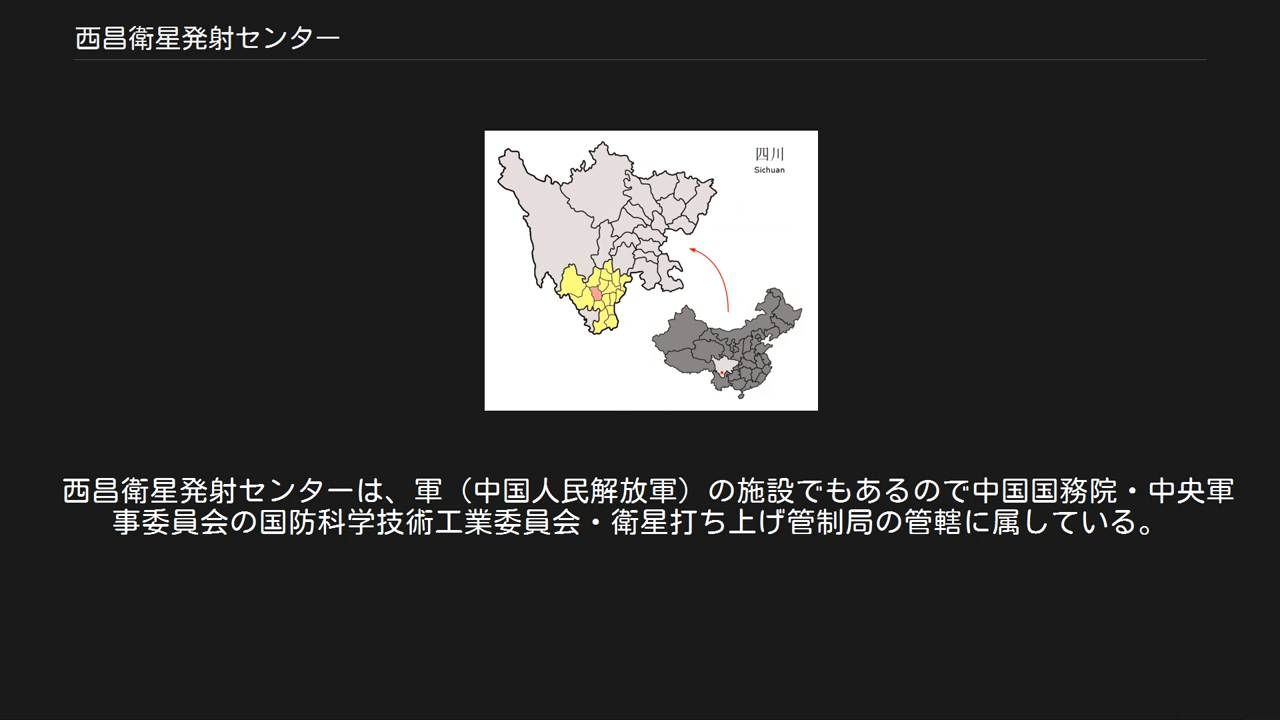 西昌衛星発射センター
四川
Sichuan
西昌衛星発射センターは、軍（中国人民解放軍）の施設でもあるので中国国務院・中央軍
事委員会の国防科学技術工業委員会・衛星打ち上げ管制局の管轄に属している。